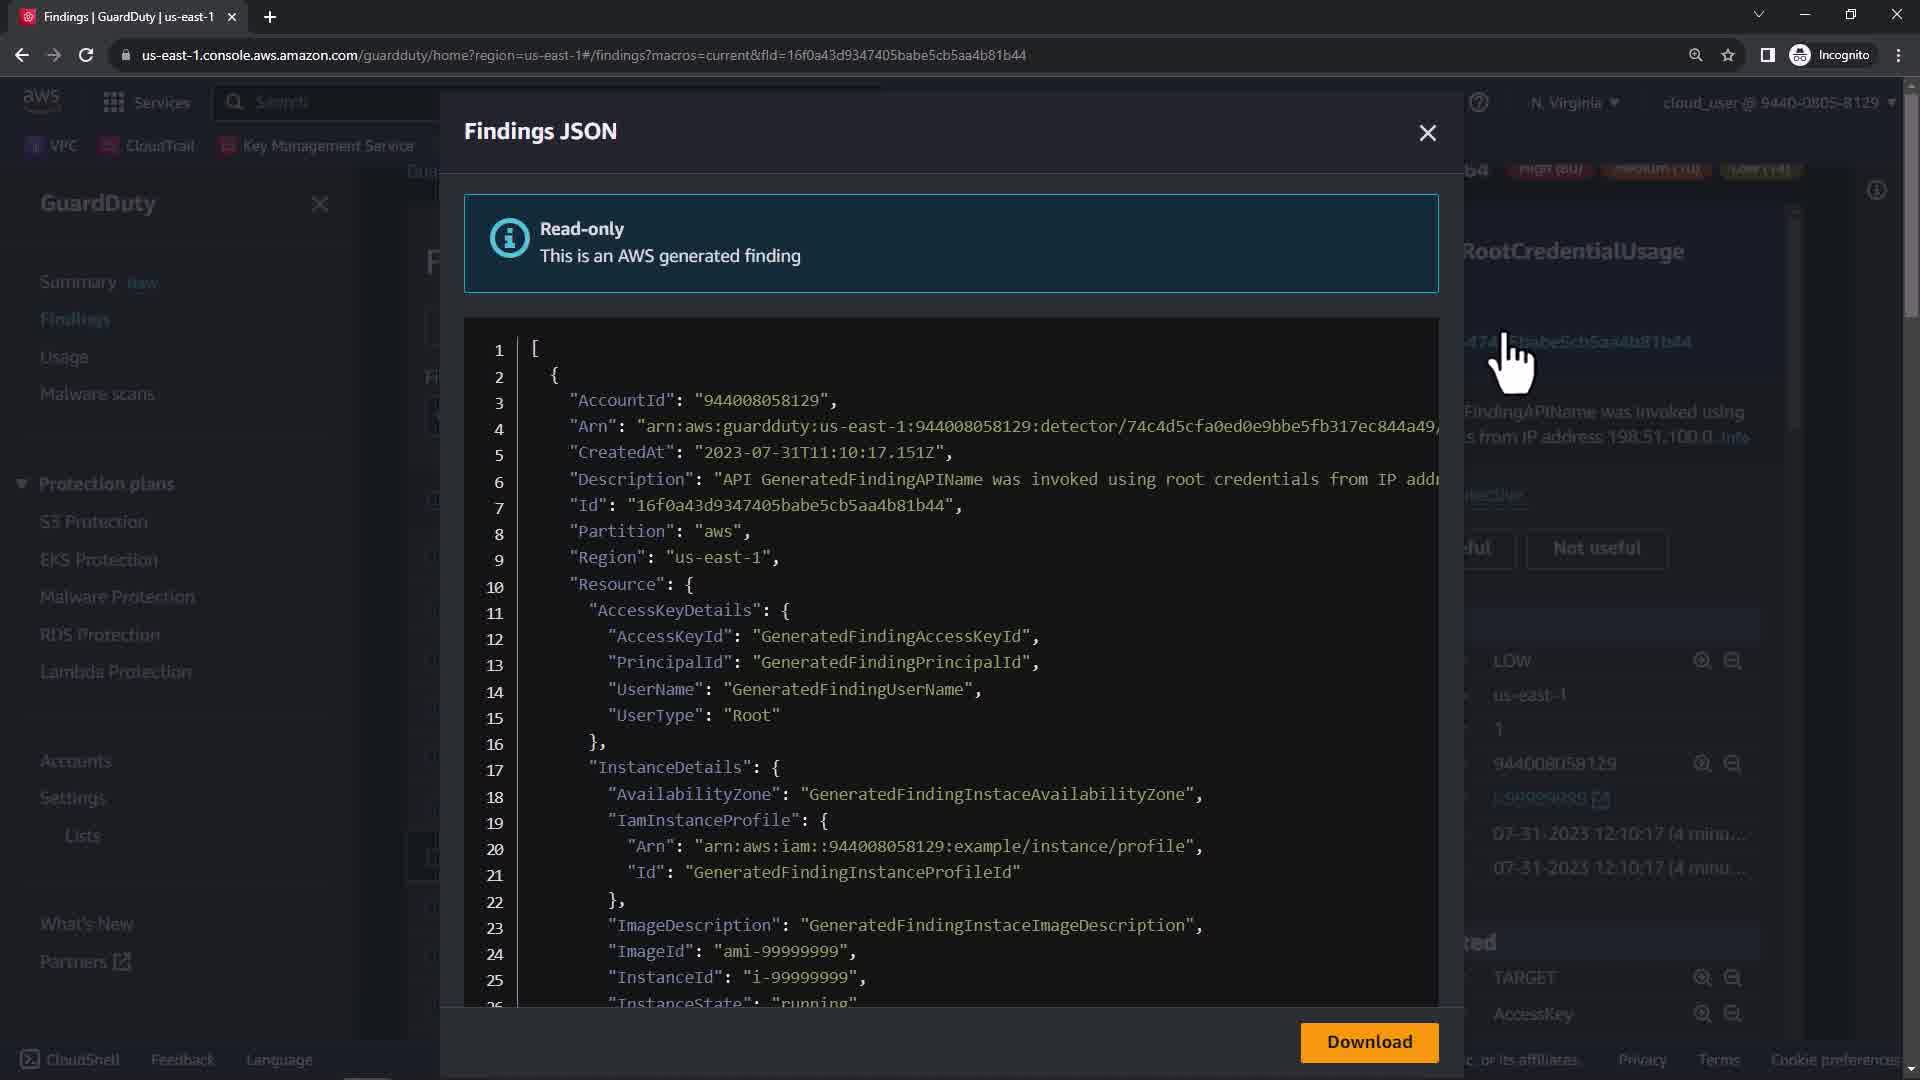 Findings | GuardDuty | us-east-1
us-east-1.console.aws.amazon.com/guardduty/home?region=us-east-1#/findings?macros=current&fId=16f0a43d9347405babe5cb5aa4b81b44
Incognito
aws
Services
Search
N. Virginia
cloud_user @ 9440-0805-8129
VPC
CloudTrail
Key Management Service
GuardDuty
Summary New
Findings
Usage
Malware scans
Protection plans
S3 Protection
EKS Protection
Malware Protection
RDS Protection
Lambda Protection
Accounts
Settings
Lists
What's New
Partners
Findings JSON
Read-only
This is an AWS generated finding
1 [
2 {
3 "AccountId": "944008058129",
4 "Arn": "arn:aws:guardduty:us-east-1:944008058129:detector/74c4d5cfa0ed0e9bbe5fb317ec844a49/
5 "CreatedAt": "2023-07-31T11:10:17.151Z",
6 "Description": "API GeneratedFindingAPIName was invoked using root credentials from IP addr
7 "Id": "16f0a43d9347405babe5cb5aa4b81b44",
8 "Partition": "aws",
9 "Region": "us-east-1",
10 "Resource": {
11 "AccessKeyDetails": {
12 "AccessKeyId": "GeneratedFindingAccessKeyId",
13 "PrincipalId": "GeneratedFindingPrincipalId",
14 "UserName": "GeneratedFindingUserName",
15 "UserType": "Root"
16 },
17 "InstanceDetails": {
18 "AvailabilityZone": "GeneratedFindingInstaceAvailabilityZone",
19 "IamInstanceProfile": {
20 "Arn": "arn:aws:iam::944008058129:example/instance/profile",
21 "Id": "GeneratedFindingInstanceProfileId"
22 },
23 "ImageDescription": "GeneratedFindingInstaceImageDescription",
24 "ImageId": "ami-99999999",
25 "InstanceId": "i-99999999",
26 "InstanceState": "running"
Download
High (80)
Medium (70)
Low (14)
RootCredentialUsage
FindingAPIName was invoked using
s from IP address 198.51.100.0. Info
Not useful
LOW
us-east-1
1
944008058129
i-99999999
07-31-2023 12:10:17 (4 minu...
07-31-2023 12:10:17 (4 minu...
TARGET
AccessKey
CloudShell
Feedback
Language
or its affiliates.
Privacy
Terms
Cookie preferences